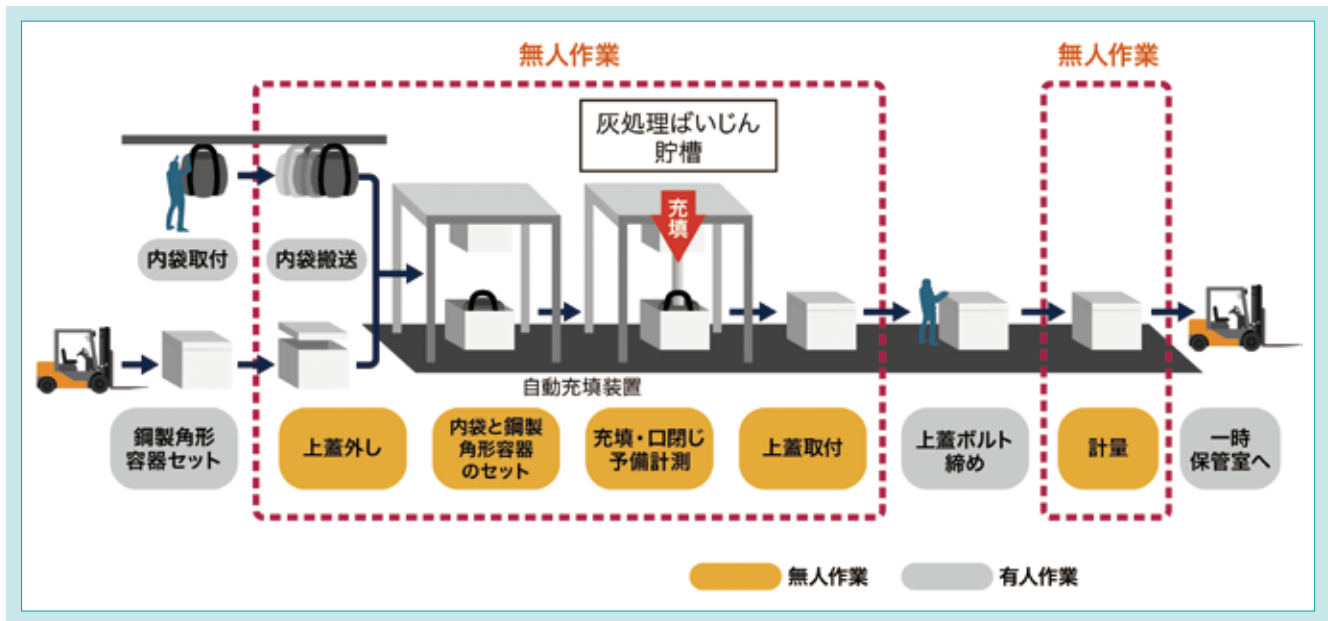 無人作業
無人作業
灰処理ばいじん
貯槽
充
填
内袋取付
内袋搬送
自動充填装置
鋼製角形
容器セット
上蓋外し
内袋と鋼製
角形容器
のセット
充填・口閉じ
予備計測
上蓋取付
上蓋ボルト
締め
計量
一時
保管室へ
無人作業
有人作業